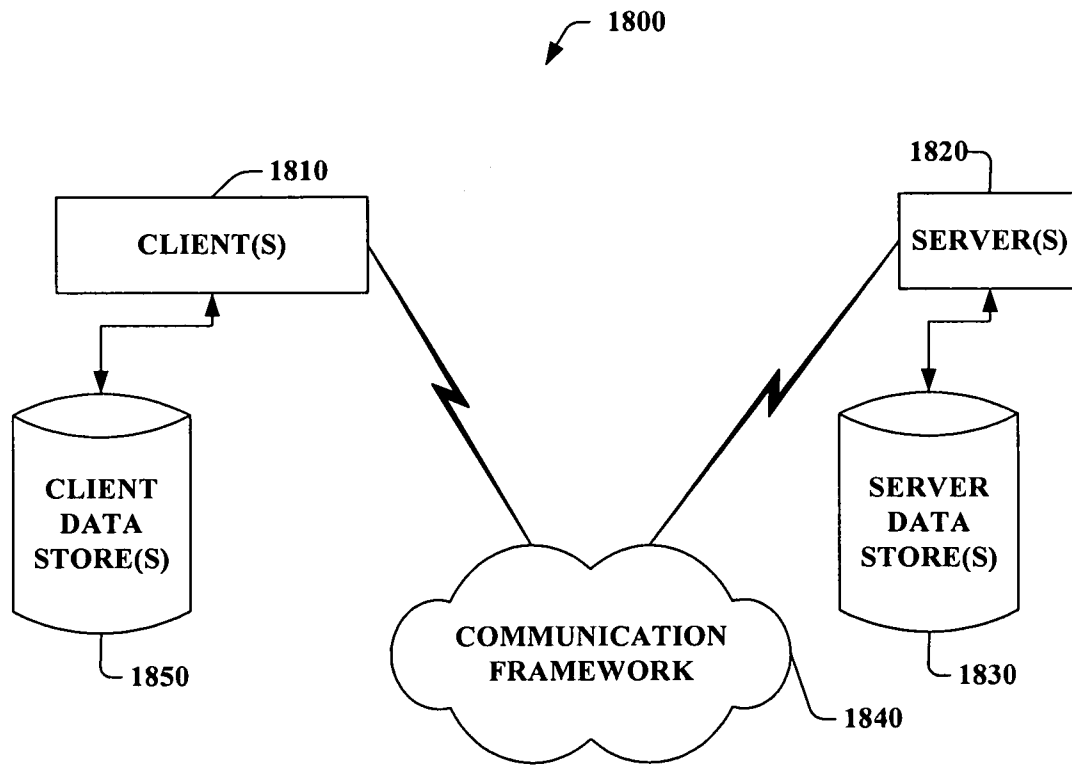 1800
1810
1820
CLIENT(S)
SERVER(S)
CLIENT
DATA
STORE(S)
SERVER
DATA
STORE(S)
COMMUNICATION
FRAMEWORK
1850
1830
1840